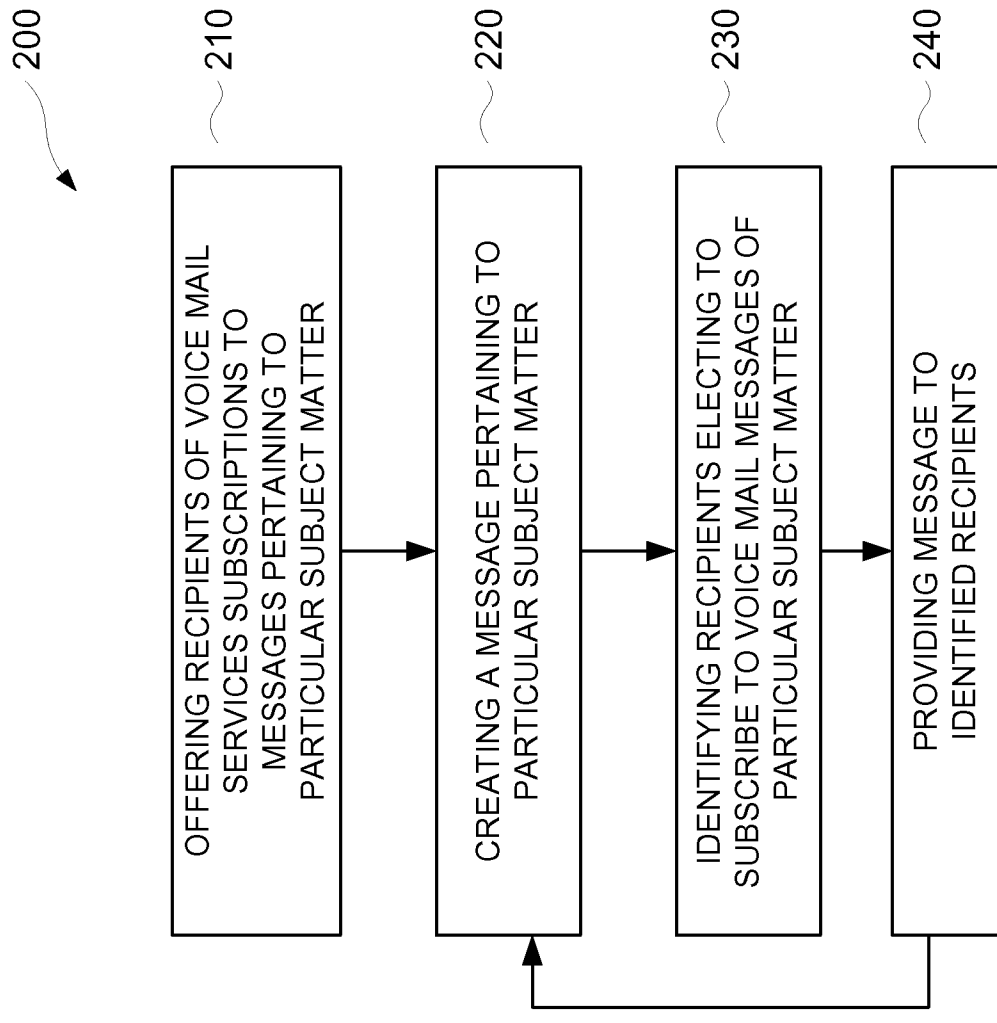 200
OFFERING RECIPIENTS OF VOICE MAIL
SERVICES SUBSCRIPTIONS TO
MESSAGES PERTAINING TO
PARTICULAR SUBJECT MATTER
210
CREATING A MESSAGE PERTAINING TO
PARTICULAR SUBJECT MATTER
220
IDENTIFYING RECIPIENTS ELECTING TO
SUBSCRIBE TO VOICE MAIL MESSAGES OF
PARTICULAR SUBJECT MATTER
230
PROVIDING MESSAGE TO
IDENTIFIED RECIPIENTS
240